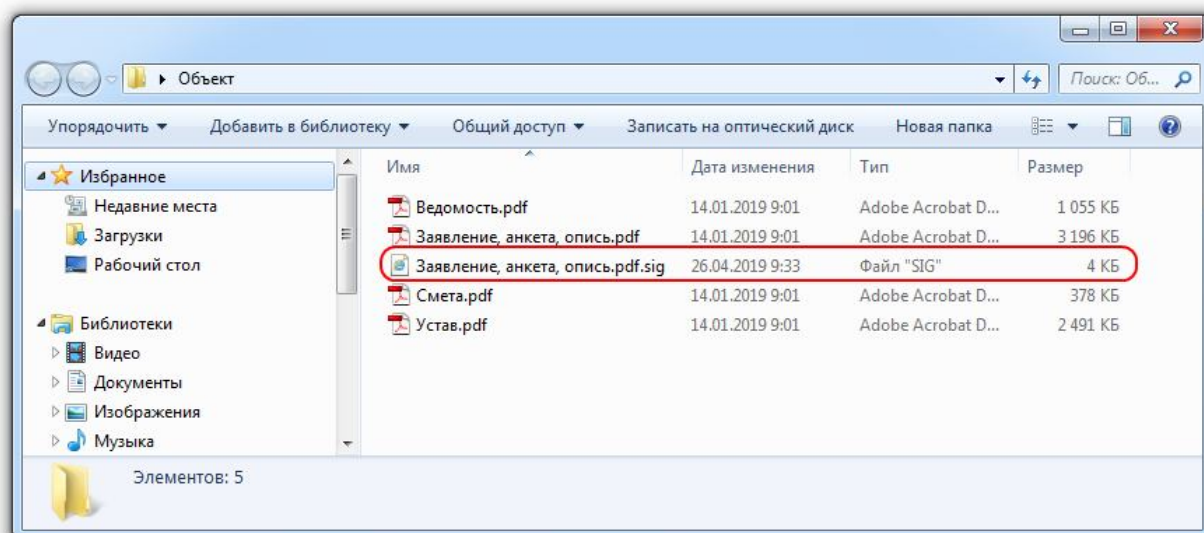 Объект
Поиск: Об...
Упорядочить Добавить в библиотеку Общий доступ Записать на оптический диск Новая папка
Избранное
Недавние места
Загрузки
Рабочий стол
Библиотеки
Видео
Документы
Изображения
Музыка
Имя Дата изменения Тип Размер
Ведомость.pdf 14.01.2019 9:01 Adobe Acrobat D... 1 055 КБ
Заявление, анкета, опись.pdf 14.01.2019 9:01 Adobe Acrobat D... 3 196 КБ
Заявление, анкета, опись.pdf.sig 26.04.2019 9:33 Файл "SIG" 4 КБ
Смета.pdf 14.01.2019 9:01 Adobe Acrobat D... 378 КБ
Устав.pdf 14.01.2019 9:01 Adobe Acrobat D... 2 491 КБ
Элементов: 5